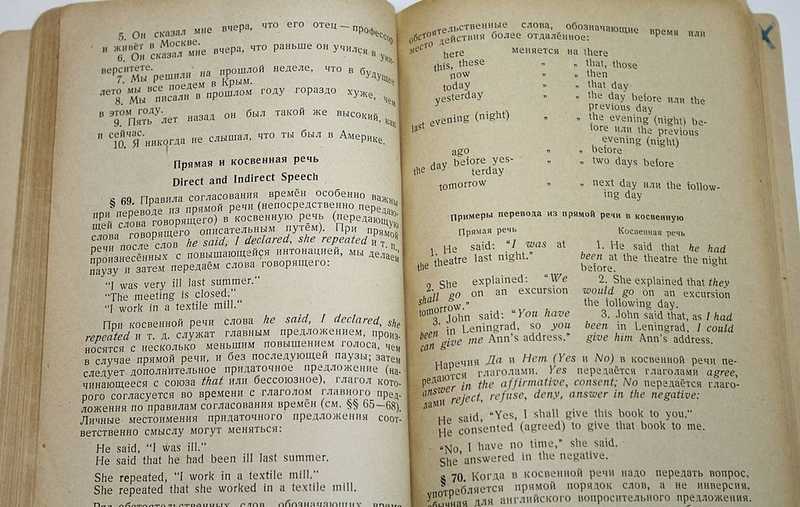 5. Он сказал мне вчера, что его отец — профессор
и живёт в Москве.
6. Он сказал мне вчера, что раньше он учился в уни-
верситете.
7. Мы решили на прошлой неделе, что в будущее
лето мы все поедем в Крым.
8. Мы писали в прошлом году гораздо хуже, чем
в этом году.
9. Пять лет назад он был такой же высокий, как
и сейчас.
10. Я никогда не слышал, что ты был в Америке.
Прямая и косвенная речь
Direct and Indirect Speech
§ 69. Правила согласования времён особенно важны
при переводе из прямой речи (непосредственно передаю-
щей слова говорящего) в косвенную речь (передающую
слова говорящего описательным путём). При прямой
речи после слов he said, I declared, she repeated и т. п.,
произнесённых с повышающейся интонацией, мы делаем
паузу и затем передаём слова говорящего:
"I was very ill last summer."
"The meeting is closed."
"I work in a textile mill."
При косвенной речи слова he said, I declared, she
repeated и т. д. служат главным предложением, произ-
носятся с несколько меньшим повышением голоса, чем
в случае прямой речи, и без последующей паузы; затем
следует дополнительное придаточное предложение (на-
чинающееся с союза that или бессоюзное), глагол кото-
рого согласуется во времени с глаголом главного пред-
ложения по правилам согласования времён (см. §§ 65—68).
Личные местоимения придаточного предложения соот-
ветственно смыслу могут меняться:
He said, "I was ill."
He said that he had been ill last summer.
She repeated, "I work in a textile mill."
She repeated that she worked in a textile mill.
Ряд обстоятельственных слов, обозначающих время
обстоятельственные слова, обозначающие время или
место действия более отдалённое:
here меняется на there
this, these „ „ that, those
now „ „ then
today „ „ that day
yesterday „ „ the day before или the
previous day
last evening (night) „ „ the evening (night) be-
fore или the previous
evening (night)
ago „ „ before
the day before yes- „ „ two days before
terday
tomorrow „ „ next day или the follow-
ing day
Примеры перевода из прямой речи в косвенную
Прямая речь
1. He said: "I was at
the theatre last night."
2. She explained: "We
shall go on an excursion
tomorrow."
3. John said: "You have
been in Leningrad, so you
can give me Ann's address."
Косвенная речь
1. He said that he had
been at the theatre the night
before.
2. She explained that they
would go on an excursion
the following day.
3. John said that, as I had
been in Leningrad, I could
give him Ann's address.
Наречия Да и Нет (Yes и No) в косвенной речи пе-
редаются глаголами. Yes передаётся глаголами agree,
answer in the affirmative, consent; No передаётся глаго-
лами reject, refuse, deny, answer in the negative:
He said, "Yes, I shall give this book to you."
He consented (agreed) to give that book to me.
"No, I have no time," she said.
She answered in the negative.
§ 70. Когда в косвенной речи надо передать вопрос,
употребляется прямой порядок слов, а не инверсия,
обычная для английского вопросительного предложения.